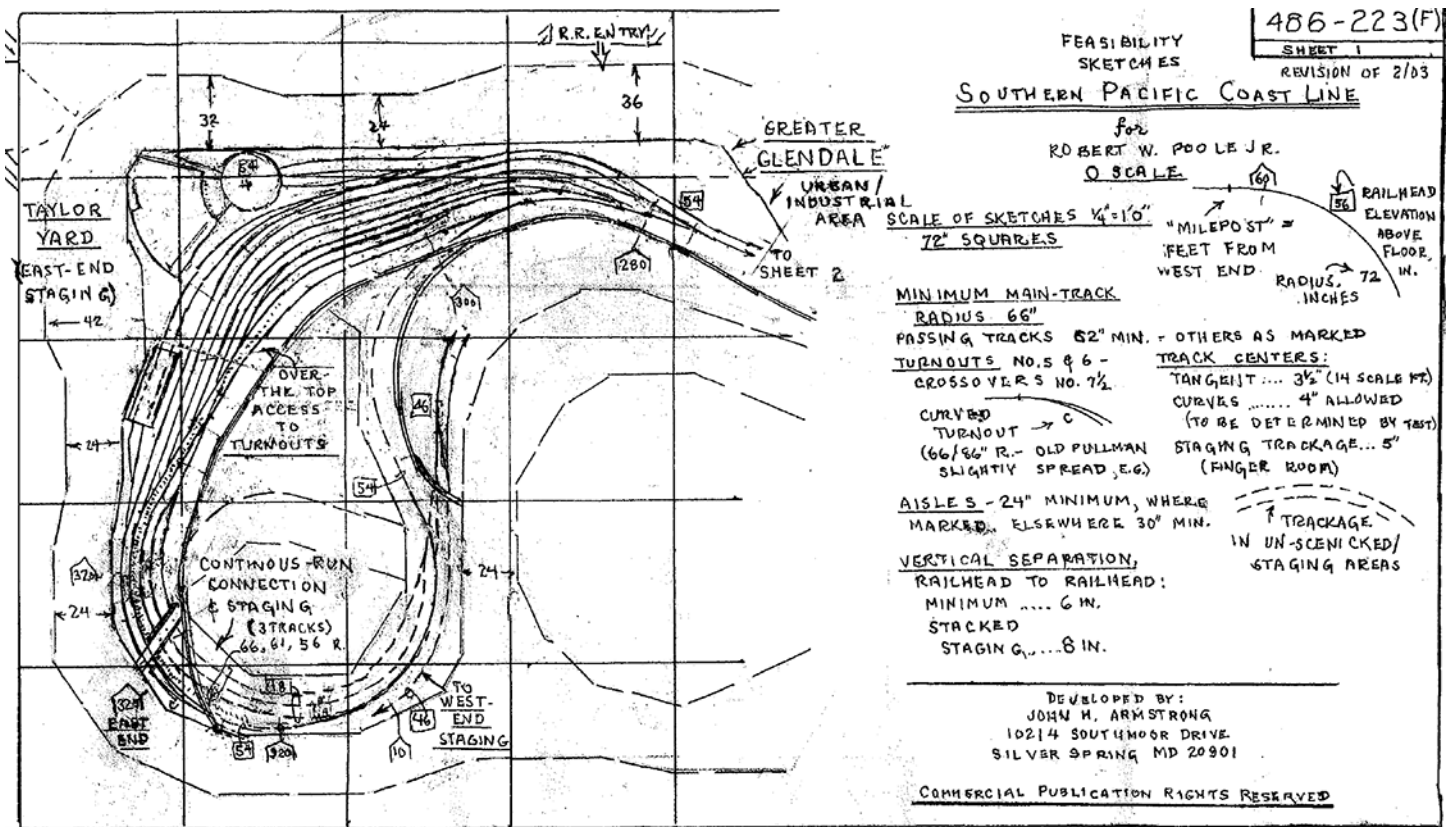 486-223(F)
SHEET 1
REVISION OF 2/03
FEASIBILITY
SKETCHES
SOUTHERN PACIFIC COAST LINE
for
ROBERT W. POOLE JR.
O SCALE
SCALE OF SKETCHES ¼"=1'0"
72" SQUARES
60
"MILEPOST" =
FEET FROM
WEST END
56
RAILHEAD
ELEVATION
ABOVE
FLOOR,
IN.
RADIUS,
INCHES
72
MINIMUM MAIN-TRACK
RADIUS 66"
PASSING TRACKS 62" MIN. - OTHERS AS MARKED
TURNOUTS NO.5 & 6 -
CROSSOVERS NO. 7½
CURVED
TURNOUT
C
(66/86" R. - OLD PULLMAN
SLIGHTLY SPREAD, E.G.)
TRACK CENTERS:
TANGENT ... 3½" (14 SCALE FT.)
CURVES ...... 4" ALLOWED
(TO BE DETERMINED BY TEST)
STAGING TRACKAGE... 5"
(FINGER ROOM)
AISLES - 24" MINIMUM, WHERE
MARKED. ELSEWHERE 30" MIN.
TRACKAGE
IN UN-SCENICKED/
STAGING AREAS
VERTICAL SEPARATION,
RAILHEAD TO RAILHEAD:
MINIMUM ..... 6 IN.
STACKED
STAGING ..... 8 IN.
DEVELOPED BY:
JOHN H. ARMSTRONG
10214 SOUTHMOOR DRIVE
SILVER SPRING MD 20901
COMMERCIAL PUBLICATION RIGHTS RESERVED
R.R. ENTRY
32
24
36
GREATER
GLENDALE"
URBAN/
INDUSTRIAL
AREA
54
TO
SHEET 2
280
300
TAYLOR
YARD
(EAST-END
STAGING)
42
OVER-
THE TOP
ACCESS
TO
TURNOUTS
46
24
54
CONTINOUS-RUN
CONNECTION
& STAGING
(3 TRACKS)
66, 61, 56 R.
320
24
24
EAST
END
54
320
10
46
TO
WEST-
END
STAGING